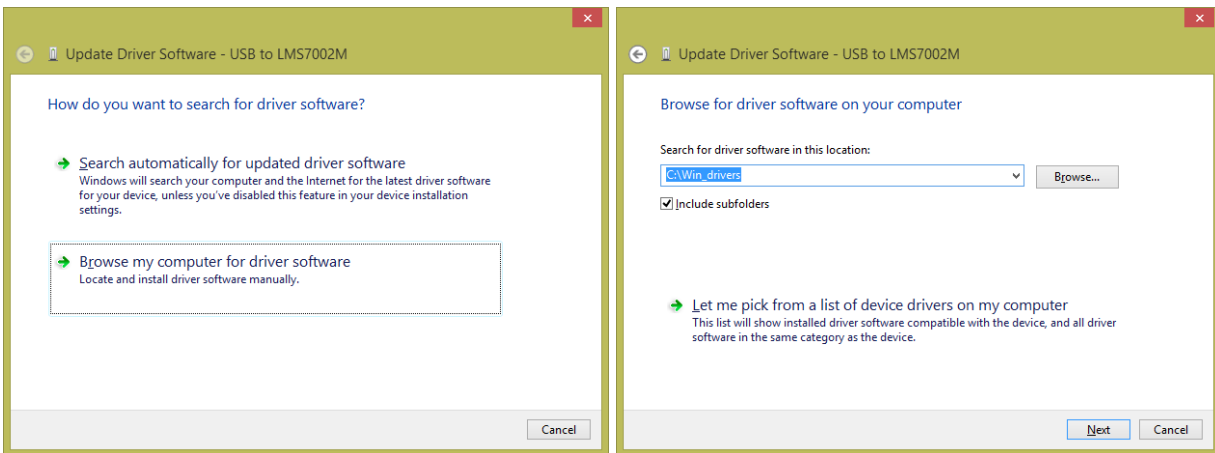 Update Driver Software - USB to LMS7002M
How do you want to search for driver software?
Search automatically for updated driver software
Windows will search your computer and the Internet for the latest driver software
for your device, unless you've disabled this feature in your device installation
settings.
Browse my computer for driver software
Locate and install driver software manually.
Cancel
Update Driver Software - USB to LMS7002M
Browse for driver software on your computer
Search for driver software in this location:
C:\Win_drivers
Browse...
Include subfolders
Let me pick from a list of device drivers on my computer
This list will show installed driver software compatible with the device, and all driver
software in the same category as the device.
Next
Cancel